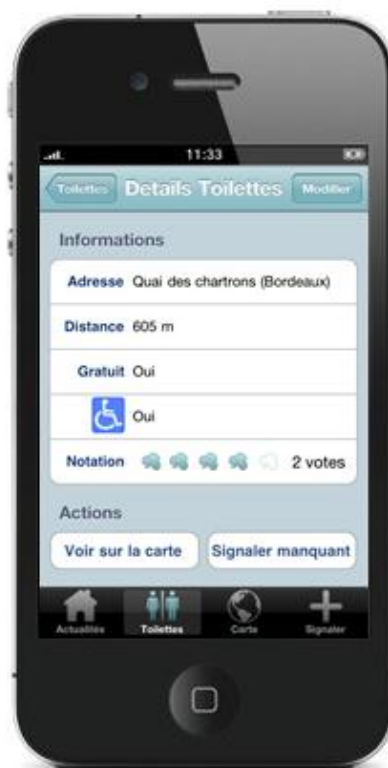 11:33
Toilettes Details Toilettes Modifier
Informations
Adresse Quai des chartrons (Bordeaux)
Distance 605 m
Gratuit Oui
Oui
Notation 2 votes
Actions
Voir sur la carte Signaler manquant
Actualités Toilettes Carte Signaler